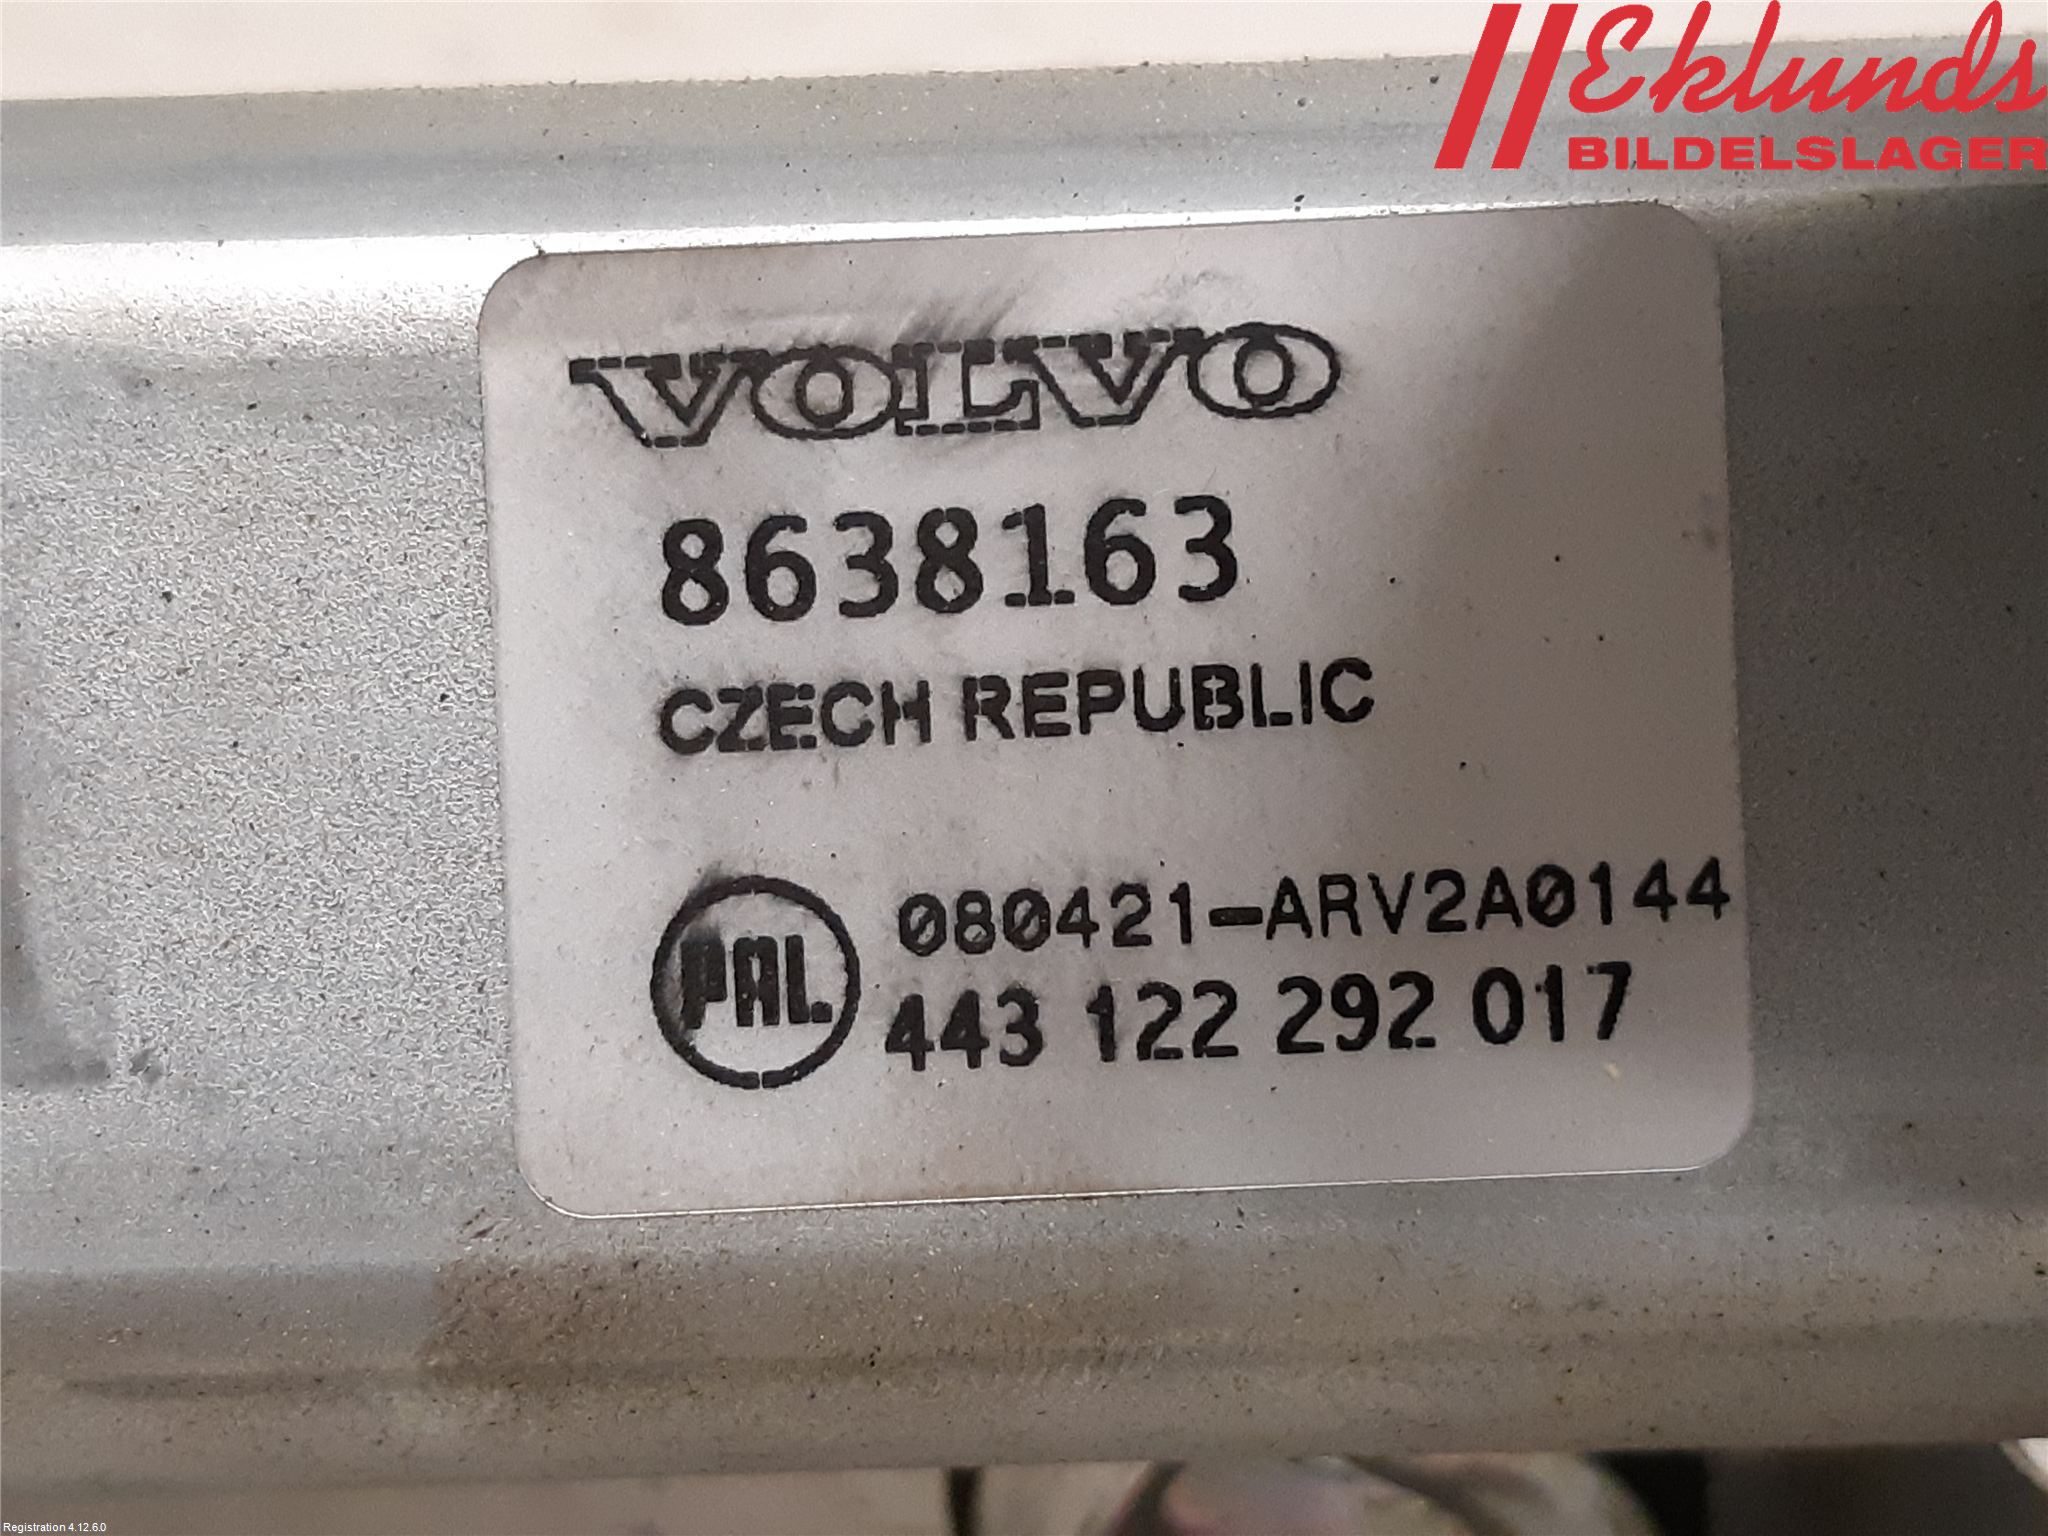 Eklunds
BILDELSLAGER
VOLVO
8638163
CZECH REPUBLIC
PAL
080421-ARV2A0144
443 122 292 017
Registration 4.12.6.0